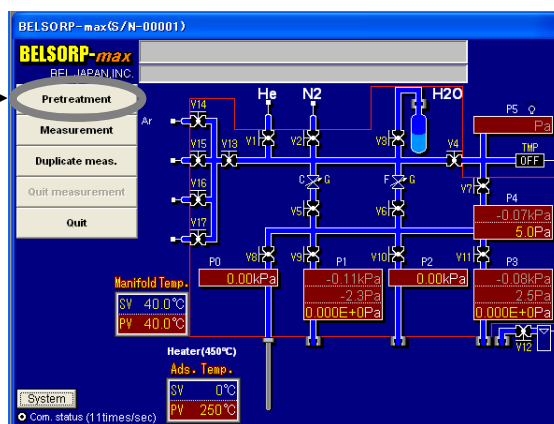 BELSORP-max(S/N-00001)
BELSORP-max
BEL JAPAN,INC.
Pretreatment
Measurement
Duplicate meas.
Quit measurement
Quit
He N2 H2O
V14
Ar
V15 V13 V11 V2 V3 V4
V16
V17
P5
Pa
TMP
OFF
C G F G
V7
V5 V6
P4
-0.07kPa
5.0Pa
P0 V8 V9 P1 V10 P2 V11 P3
0.00kPa -0.11kPa 0.00kPa -0.08kPa
-2.3Pa 2.5Pa
0.000E+0Pa 0.000E+0Pa
V12
Manifold Temp.
SV 40.0℃
PV 40.0℃
Heater(450℃)
Ads. Temp.
SV 0℃
PV 250℃
System
Com. status (11times/sec)